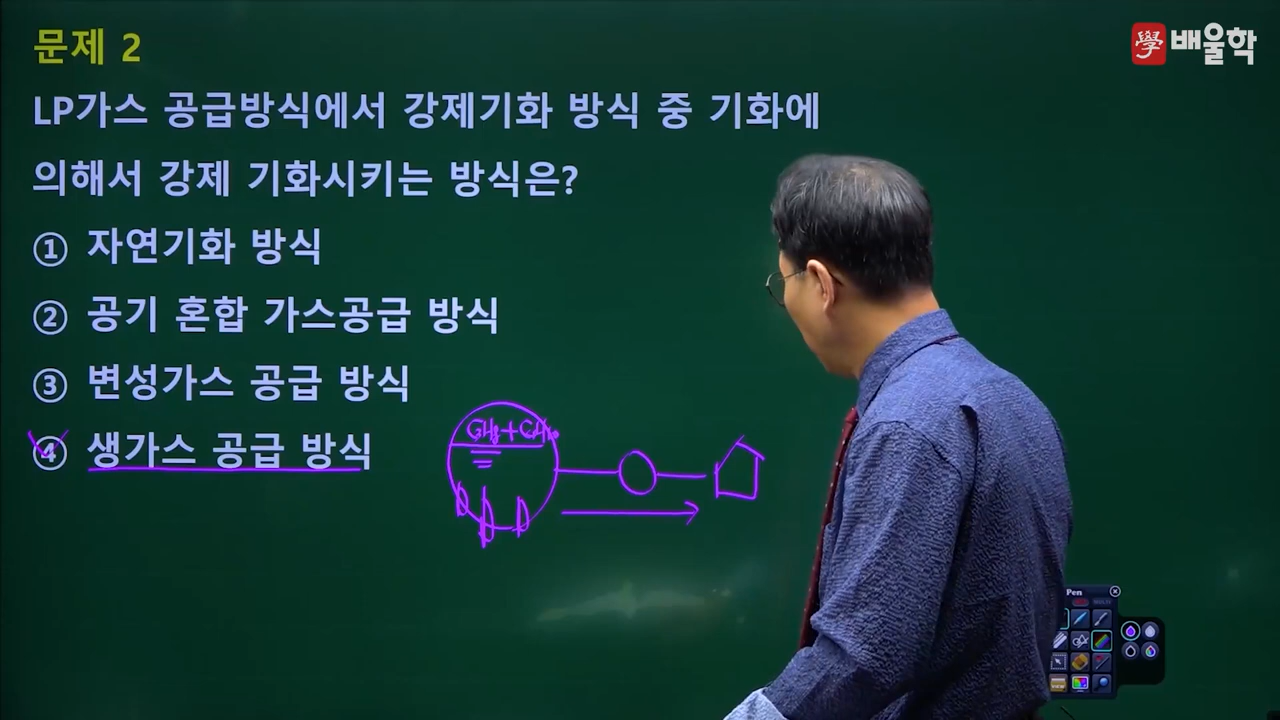 문제 2
學 배울학
LP가스 공급방식에서 강제기화 방식 중 기화에
의해서 강제 기화시키는 방식은?
① 자연기화 방식
② 공기 혼합 가스공급 방식
③ 변성가스 공급 방식
④ 생가스 공급 방식
Pen